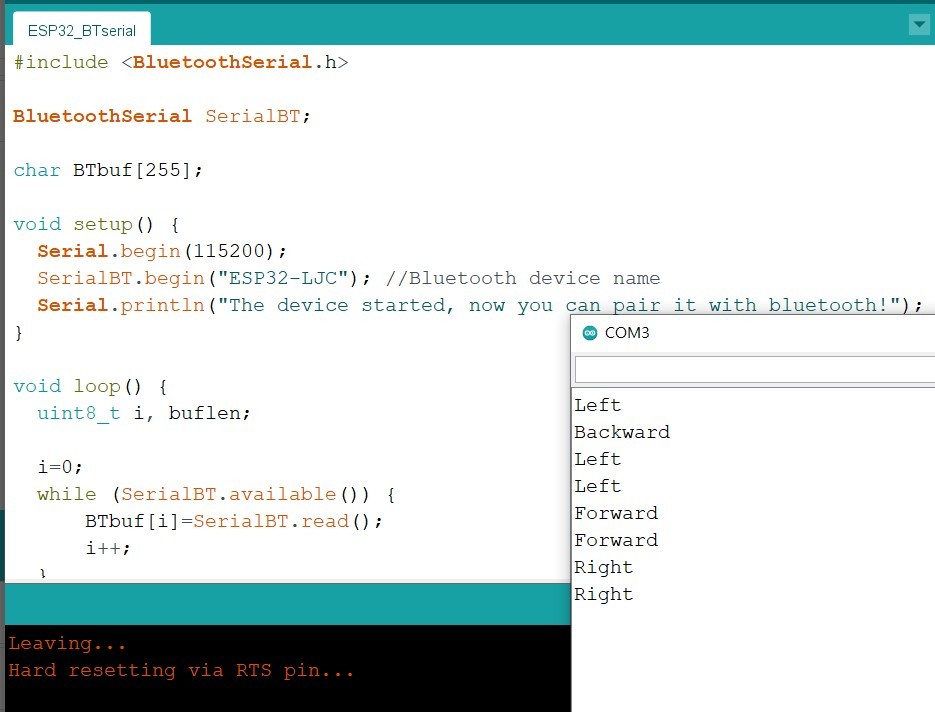 ESP32_BTserial
#include <BluetoothSerial.h>
BluetoothSerial SerialBT;
char BTbuf[255];
void setup() {
Serial.begin(115200);
SerialBT.begin("ESP32-LJC"); //Bluetooth device name
Serial.println("The device started, now you can pair it with bluetooth!");
}
void loop() {
uint8_t i, buflen;
i=0;
while (SerialBT.available()) {
BTbuf[i]=SerialBT.read();
i++;
}
Leaving...
Hard resetting via RTS pin...
COM3
Left
Backward
Left
Left
Forward
Forward
Right
Right